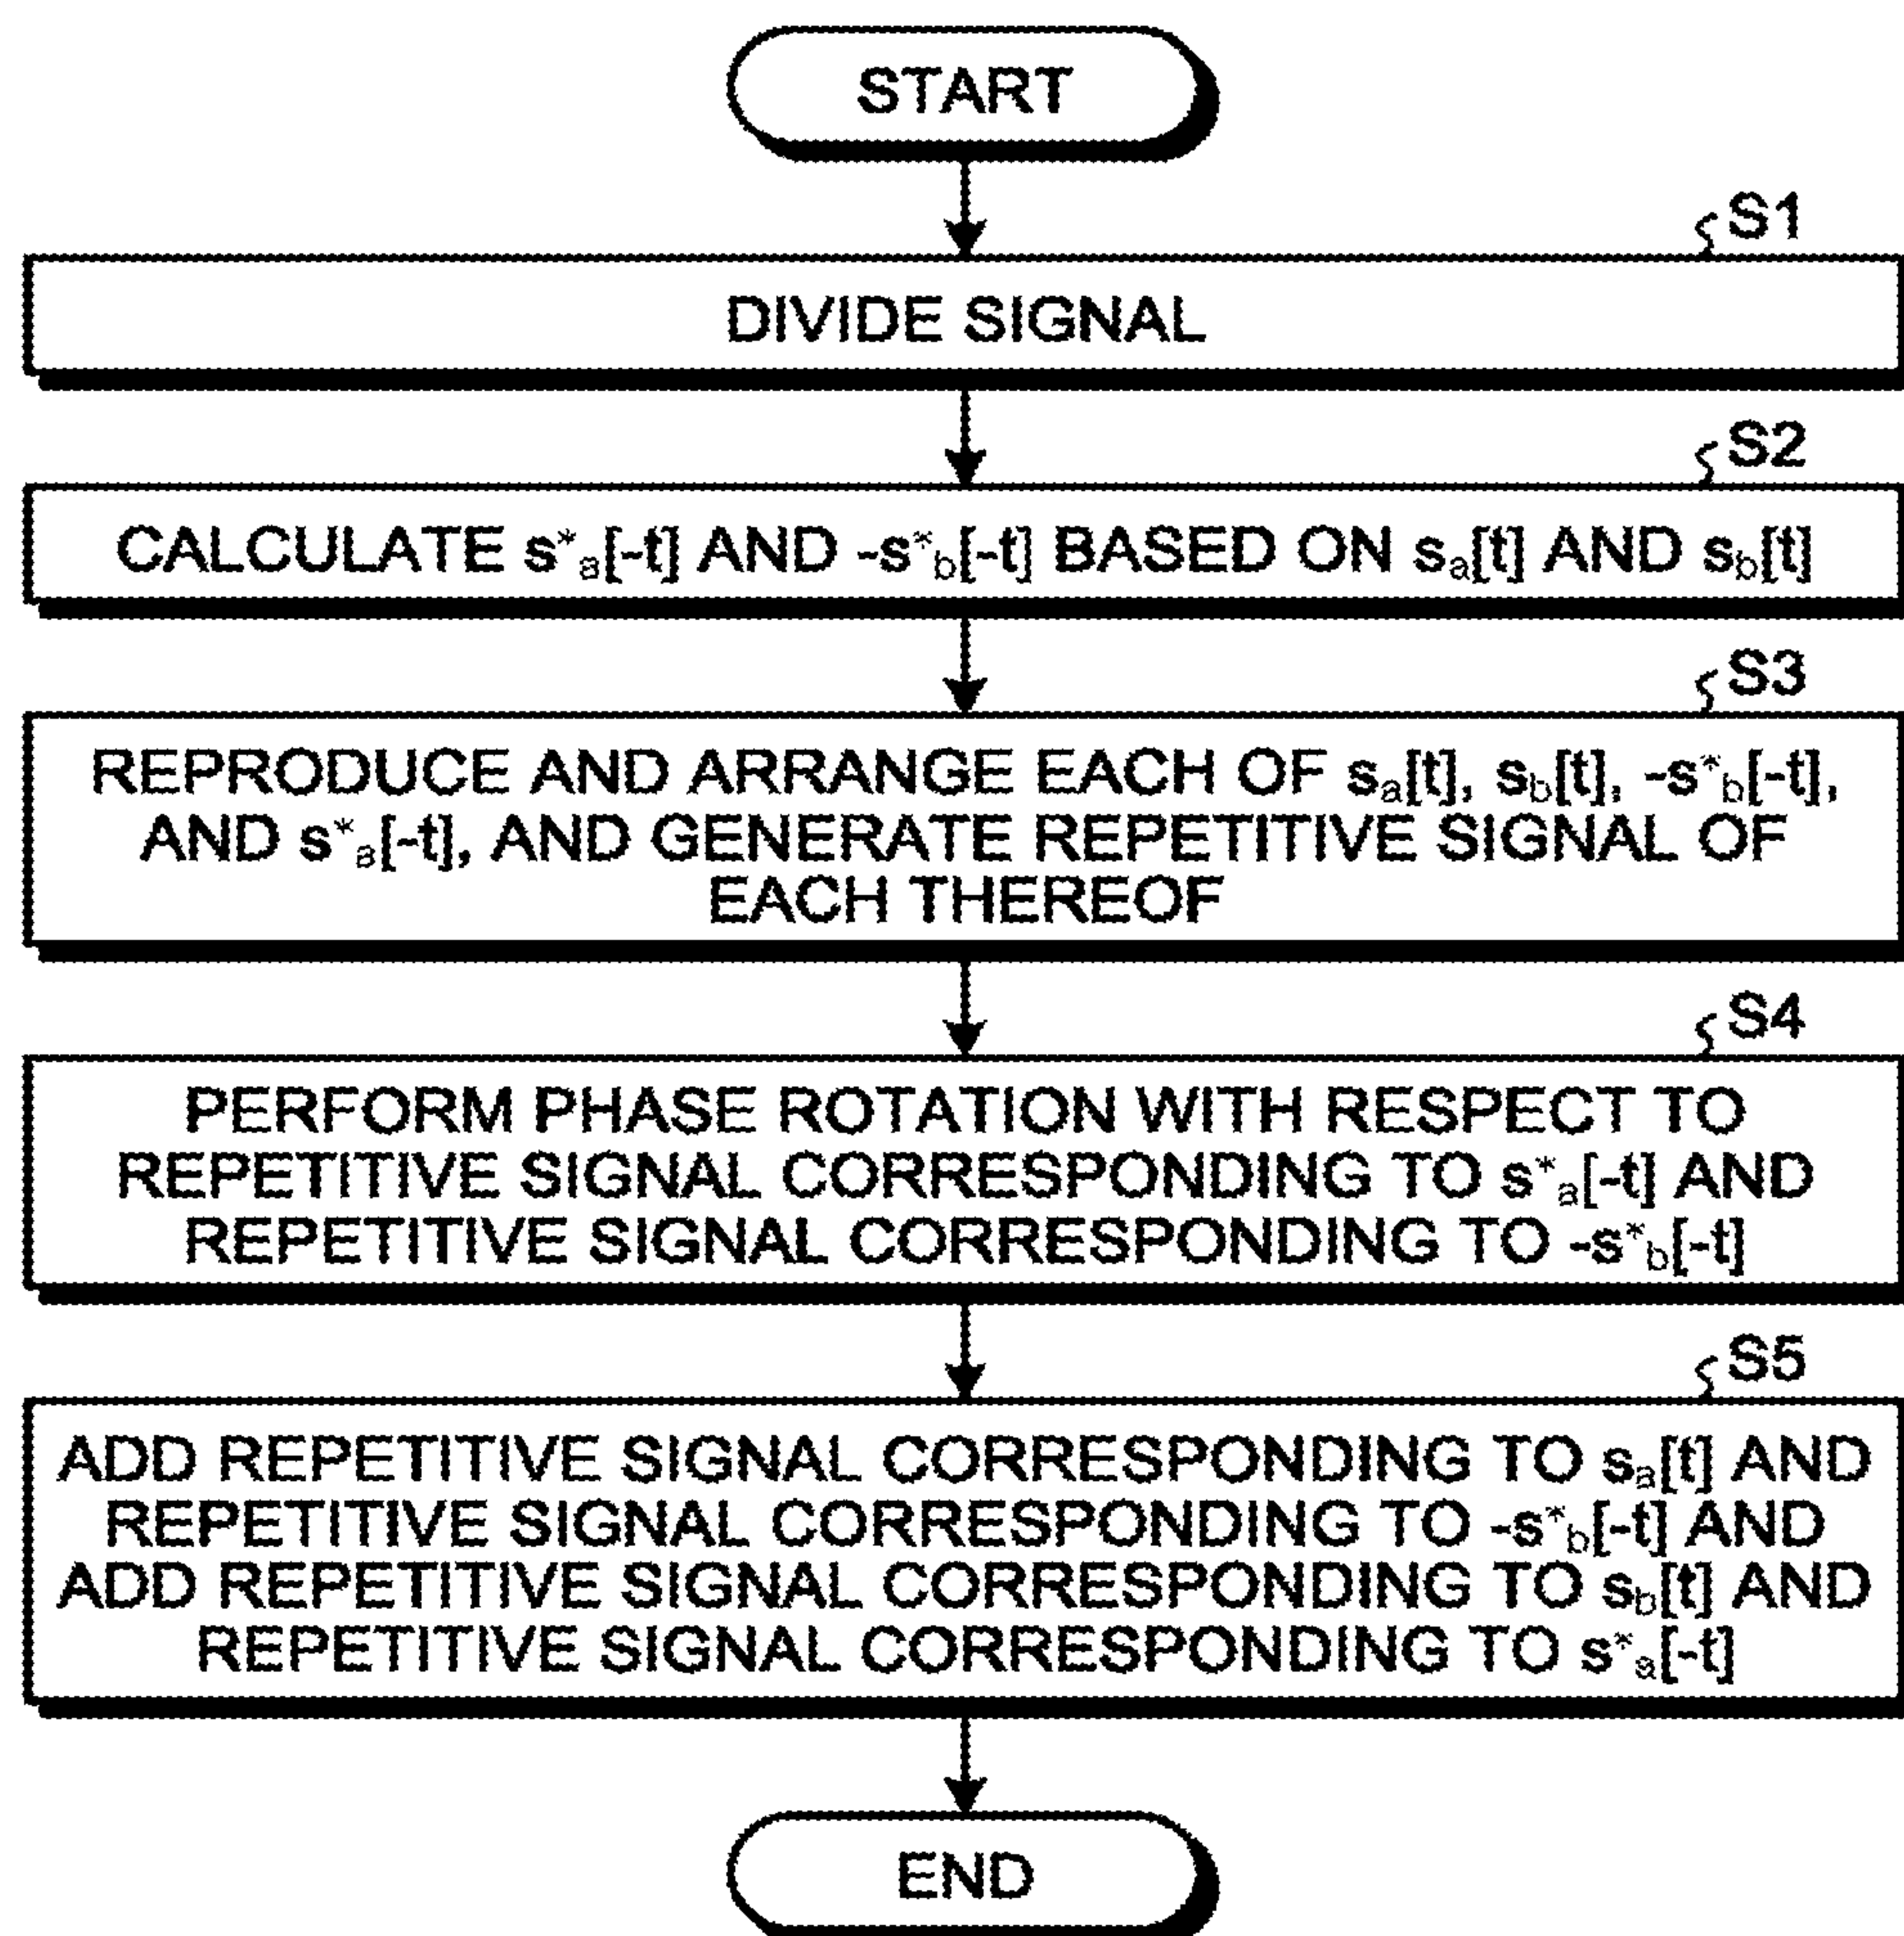 START
S1
DIVIDE SIGNAL
S2
CALCULATE s*a[-t] AND -s*b[-t] BASED ON sa[t] AND sb[t]
S3
REPRODUCE AND ARRANGE EACH OF sa[t], sb[t], -s*b[-t],
AND s*a[-t], AND GENERATE REPETITIVE SIGNAL OF
EACH THEREOF
S4
PERFORM PHASE ROTATION WITH RESPECT TO
REPETITIVE SIGNAL CORRESPONDING TO s*a[-t] AND
REPETITIVE SIGNAL CORRESPONDING TO -s*b[-t]
S5
ADD REPETITIVE SIGNAL CORRESPONDING TO sa[t] AND
REPETITIVE SIGNAL CORRESPONDING TO -s*b[-t] AND
ADD REPETITIVE SIGNAL CORRESPONDING TO sb[t] AND
REPETITIVE SIGNAL CORRESPONDING TO s*a[-t]
END